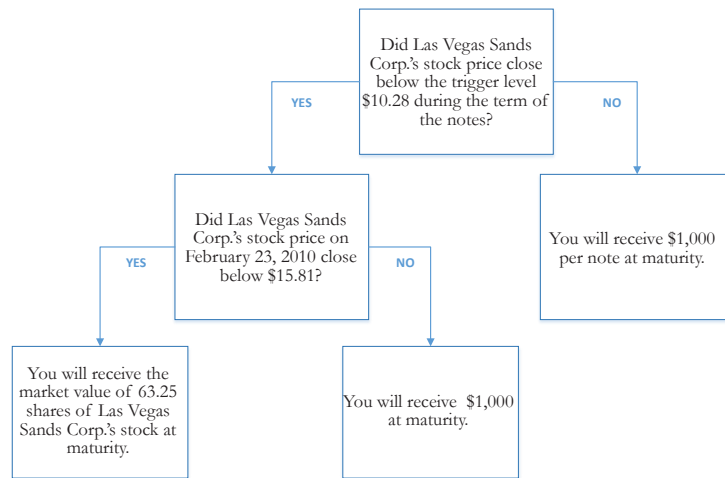 Did Las Vegas Sands
Corp.'s stock price close
below the trigger level
$10.28 during the term of
the notes?
YES
NO
Did Las Vegas Sands
Corp.'s stock price on
February 23, 2010 close
below $15.81?
You will receive $1,000
per note at maturity.
YES
NO
You will receive the
market value of 63.25
shares of Las Vegas
Sands Corp.'s stock at
maturity.
You will receive $1,000
at maturity.